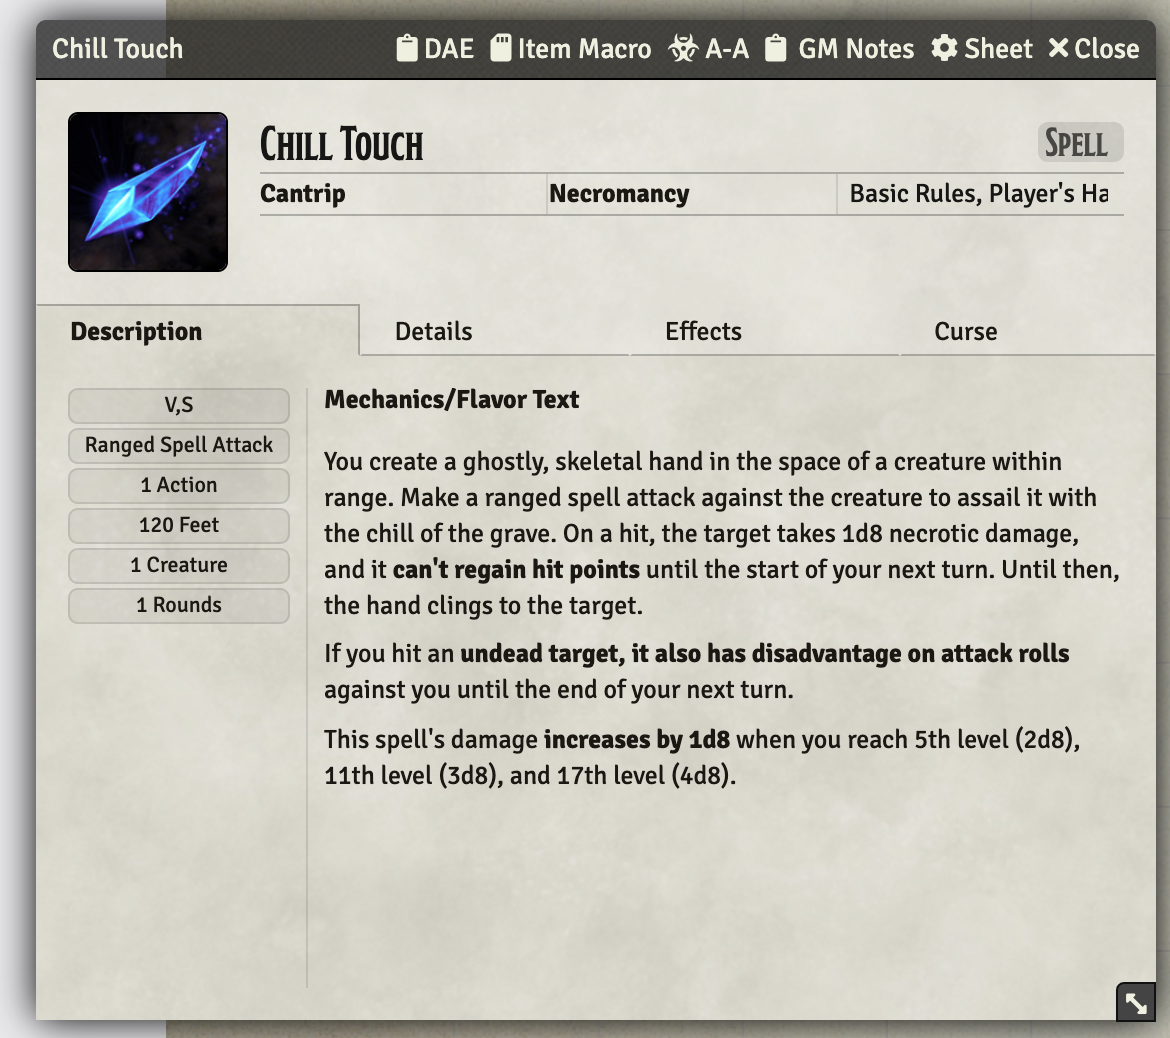 Chill Touch DAE Item Macro A-A GM Notes Sheet Close
Chill Touch Spell
Cantrip Necromancy Basic Rules, Player's Ha
Description Details Effects Curse
V,S
Ranged Spell Attack
1 Action
120 Feet
1 Creature
1 Rounds
Mechanics/Flavor Text
You create a ghostly, skeletal hand in the space of a creature within
range. Make a ranged spell attack against the creature to assail it with
the chill of the grave. On a hit, the target takes 1d8 necrotic damage,
and it can't regain hit points until the start of your next turn. Until then,
the hand clings to the target.
If you hit an undead target, it also has disadvantage on attack rolls
against you until the end of your next turn.
This spell's damage increases by 1d8 when you reach 5th level (2d8),
11th level (3d8), and 17th level (4d8).